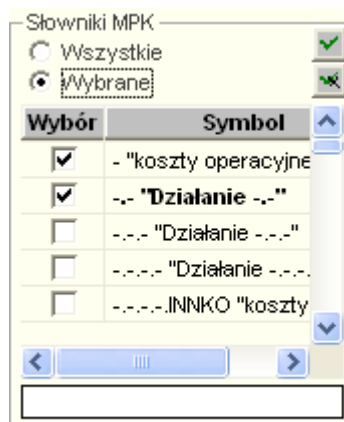 Słowniki MPK
Wszystkie
Wybrane
Wybór Symbol
- "koszty operacyjne
-.- "Działanie -.-"
-.-.- "Działanie -.-.-"
-.-.-.- "Działanie -.-.-.
-.-.-.-.INNKO "koszty